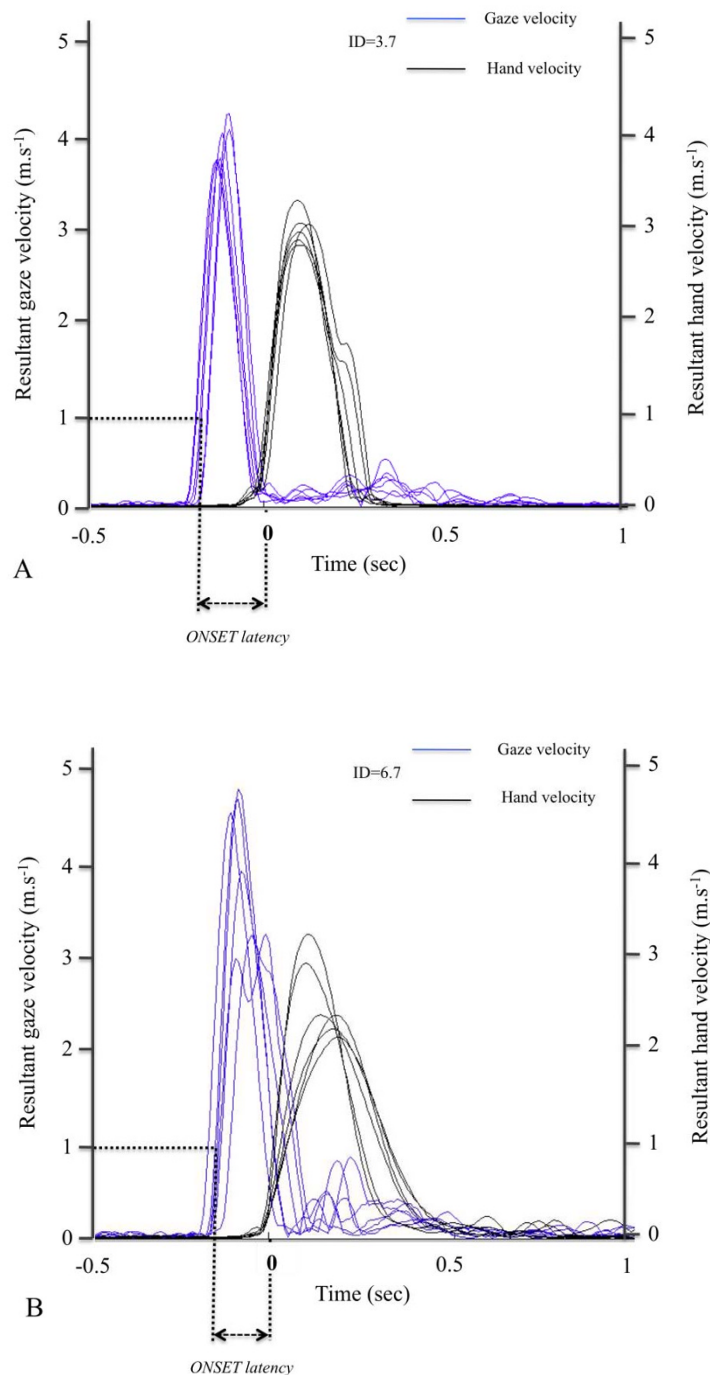 Gaze velocity
ID=3.7
Hand velocity
5
4
3
2
1
0
Resultant gaze velocity (m.s-1)
5
4
3
2
1
0
Resultant hand velocity (m.s-1)
-0.5
0
0.5
1
Time (sec)
A
ONSET latency
Gaze velocity
ID=6.7
Hand velocity
5
4
3
2
1
0
Resultant gaze velocity (m.s-1)
5
4
3
2
1
0
Resultant hand velocity (m.s-1)
-0.5
0
0.5
1
Time (sec)
B
ONSET latency